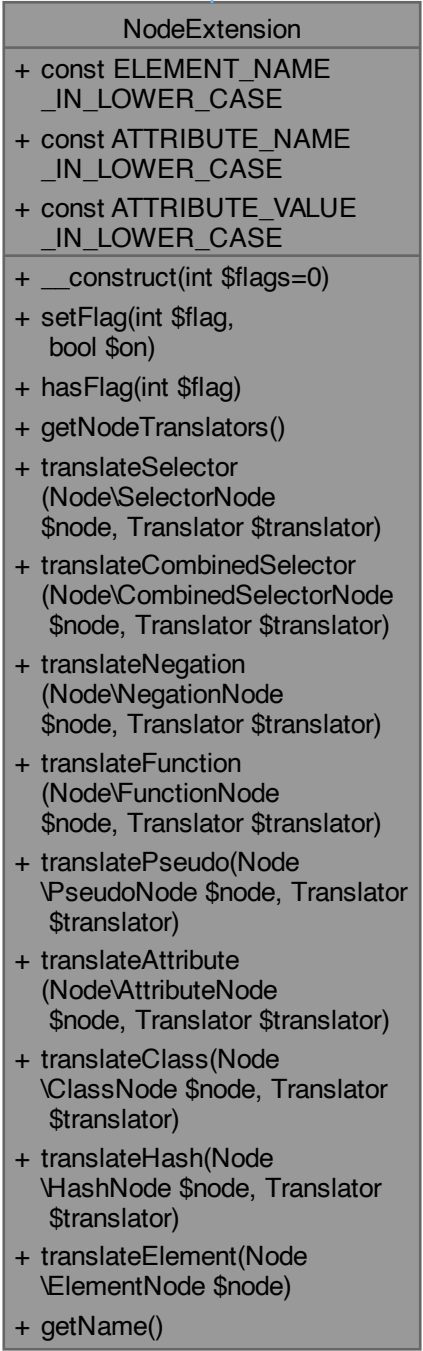 NodeExtension
+ const ELEMENT_NAME
_IN_LOWER_CASE
+ const ATTRIBUTE_NAME
_IN_LOWER_CASE
+ const ATTRIBUTE_VALUE
_IN_LOWER_CASE
+ __construct(int $flags=0)
+ setFlag(int $flag,
bool $on)
+ hasFlag(int $flag)
+ getNodeTranslators()
+ translateSelector
(Node\SelectorNode
$node, Translator $translator)
+ translateCombinedSelector
(Node\CombinedSelectorNode
$node, Translator $translator)
+ translateNegation
(Node\NegationNode
$node, Translator $translator)
+ translateFunction
(Node\FunctionNode
$node, Translator $translator)
+ translatePseudo(Node
\PseudoNode $node, Translator
$translator)
+ translateAttribute
(Node\AttributeNode
$node, Translator $translator)
+ translateClass(Node
\ClassNode $node, Translator
$translator)
+ translateHash(Node
\HashNode $node, Translator
$translator)
+ translateElement(Node
\ElementNode $node)
+ getName()